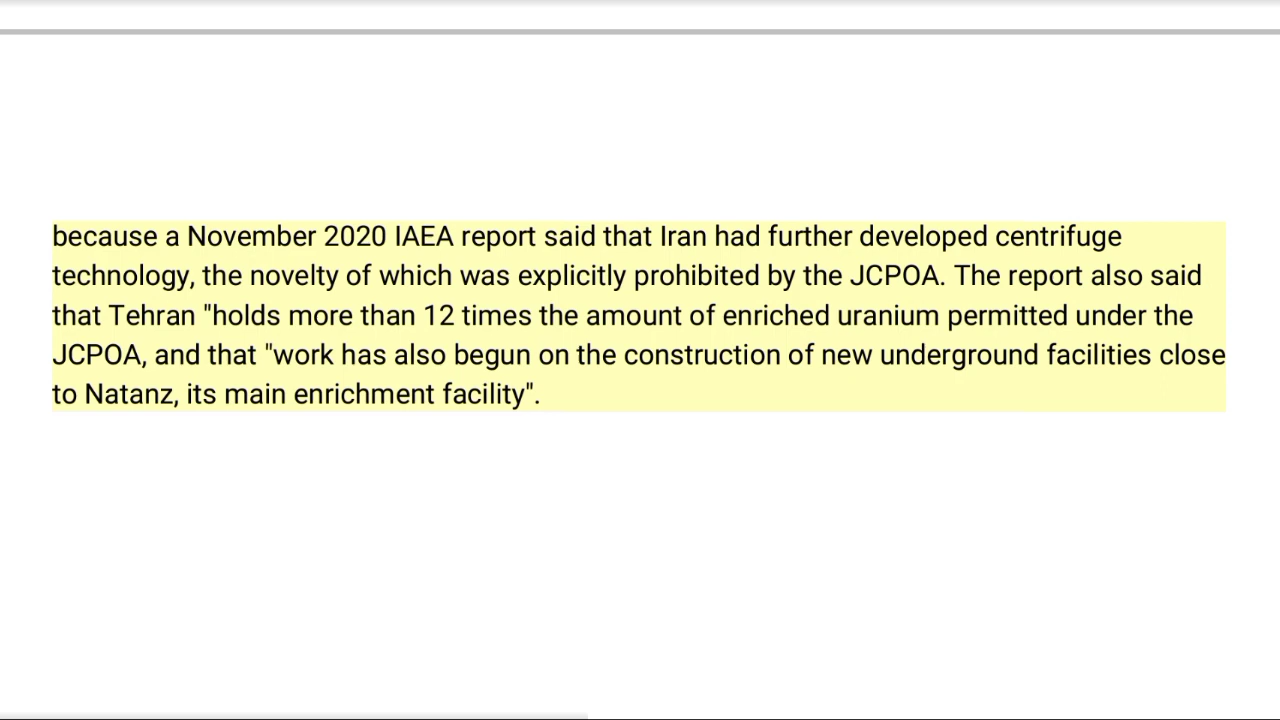 because a November 2020 IAEA report said that Iran had further developed centrifuge
technology, the novelty of which was explicitly prohibited by the JCPOA. The report also said
that Tehran "holds more than 12 times the amount of enriched uranium permitted under the
JCPOA, and that "work has also begun on the construction of new underground facilities close
to Natanz, its main enrichment facility".